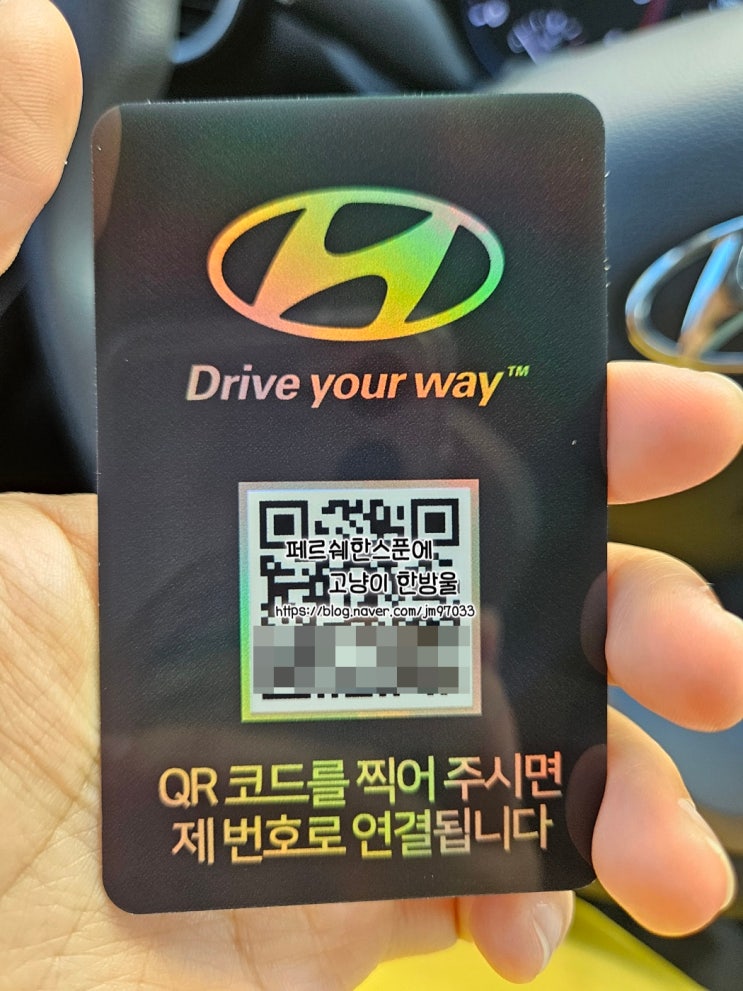 Drive your way™
페르쉐한스푼에
고냥이 한방울
https://blog.naver.com/jm97033
QR 코드를 찍어 주시면
제 번호로 연결됩니다